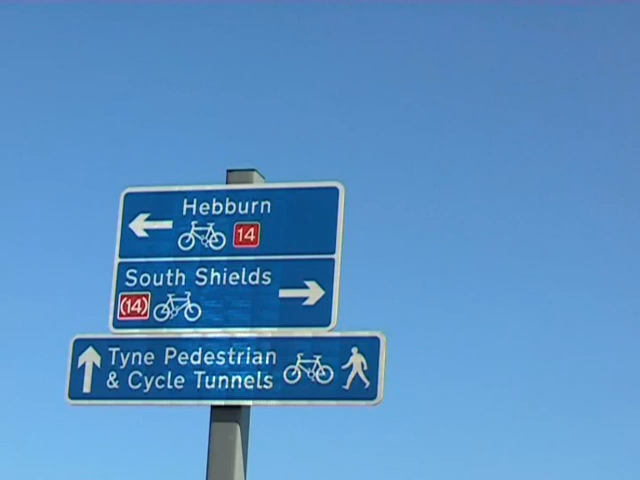 Hebburn
14
South Shields
(14)
Tyne Pedestrian
& Cycle Tunnels